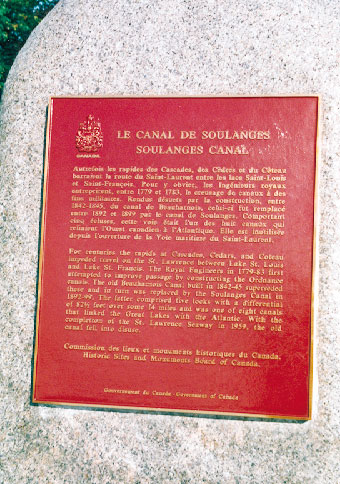 CANADA
LE CANAL DE SOULANGES
SOULANGES CANAL
Autrefois les rapides des Cascades, des Cèdres et du Côteau
barraient la route du Saint-Laurent entre les lacs Saint-Louis
et Saint-François. Pour y obvier, les ingénieurs royaux
entreprirent, entre 1779 et 1783, le creusage de canaux à des
fins militaires. Rendus désuets par la construction, entre
1842-1845, du canal de Beauharnois, celui-ci fut remplacé
entre 1892 et 1899 par le canal de Soulanges. Comportant
cinq écluses, cette voie était l'un des huit canaux qui
reliaient l'Ouest canadien à l'Atlantique. Elle est inutilisée
depuis l'ouverture de la Voie maritime du Saint-Laurent.
For centuries the rapids at Cascades, Cedars, and Coteau
impeded travel on the St. Lawrence between Lake St. Louis
and Lake St. Francis. The Royal Engineers in 1779-83 first
attempted to improve passage by constructing the Ordnance
canals. The old Beauharnois Canal built in 1842-45 superseded
these and in turn was replaced by the Soulanges Canal in
1892-99. The latter comprised five locks with a differential
of 82½ feet over some 14 miles and was one of eight canals
that linked the Great Lakes with the Atlantic. With the
completion of the St. Lawrence Seaway in 1959, the old
canal fell into disuse.
Commission des lieux et monuments historiques du Canada.
Historic Sites and Monuments Board of Canada.
Gouvernement du Canada - Government of Canada